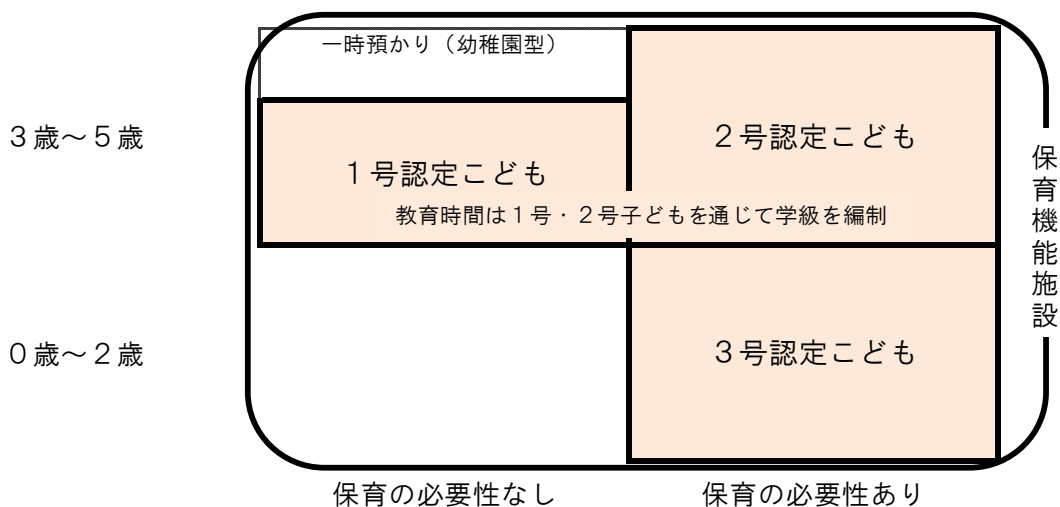 一時預かり（幼稚園型）
３歳～５歳
１号認定こども
２号認定こども
教育時間は１号・２号子どもを通じて学級を編制
保育機能施設
０歳～２歳
３号認定こども
保育の必要性なし
保育の必要性あり